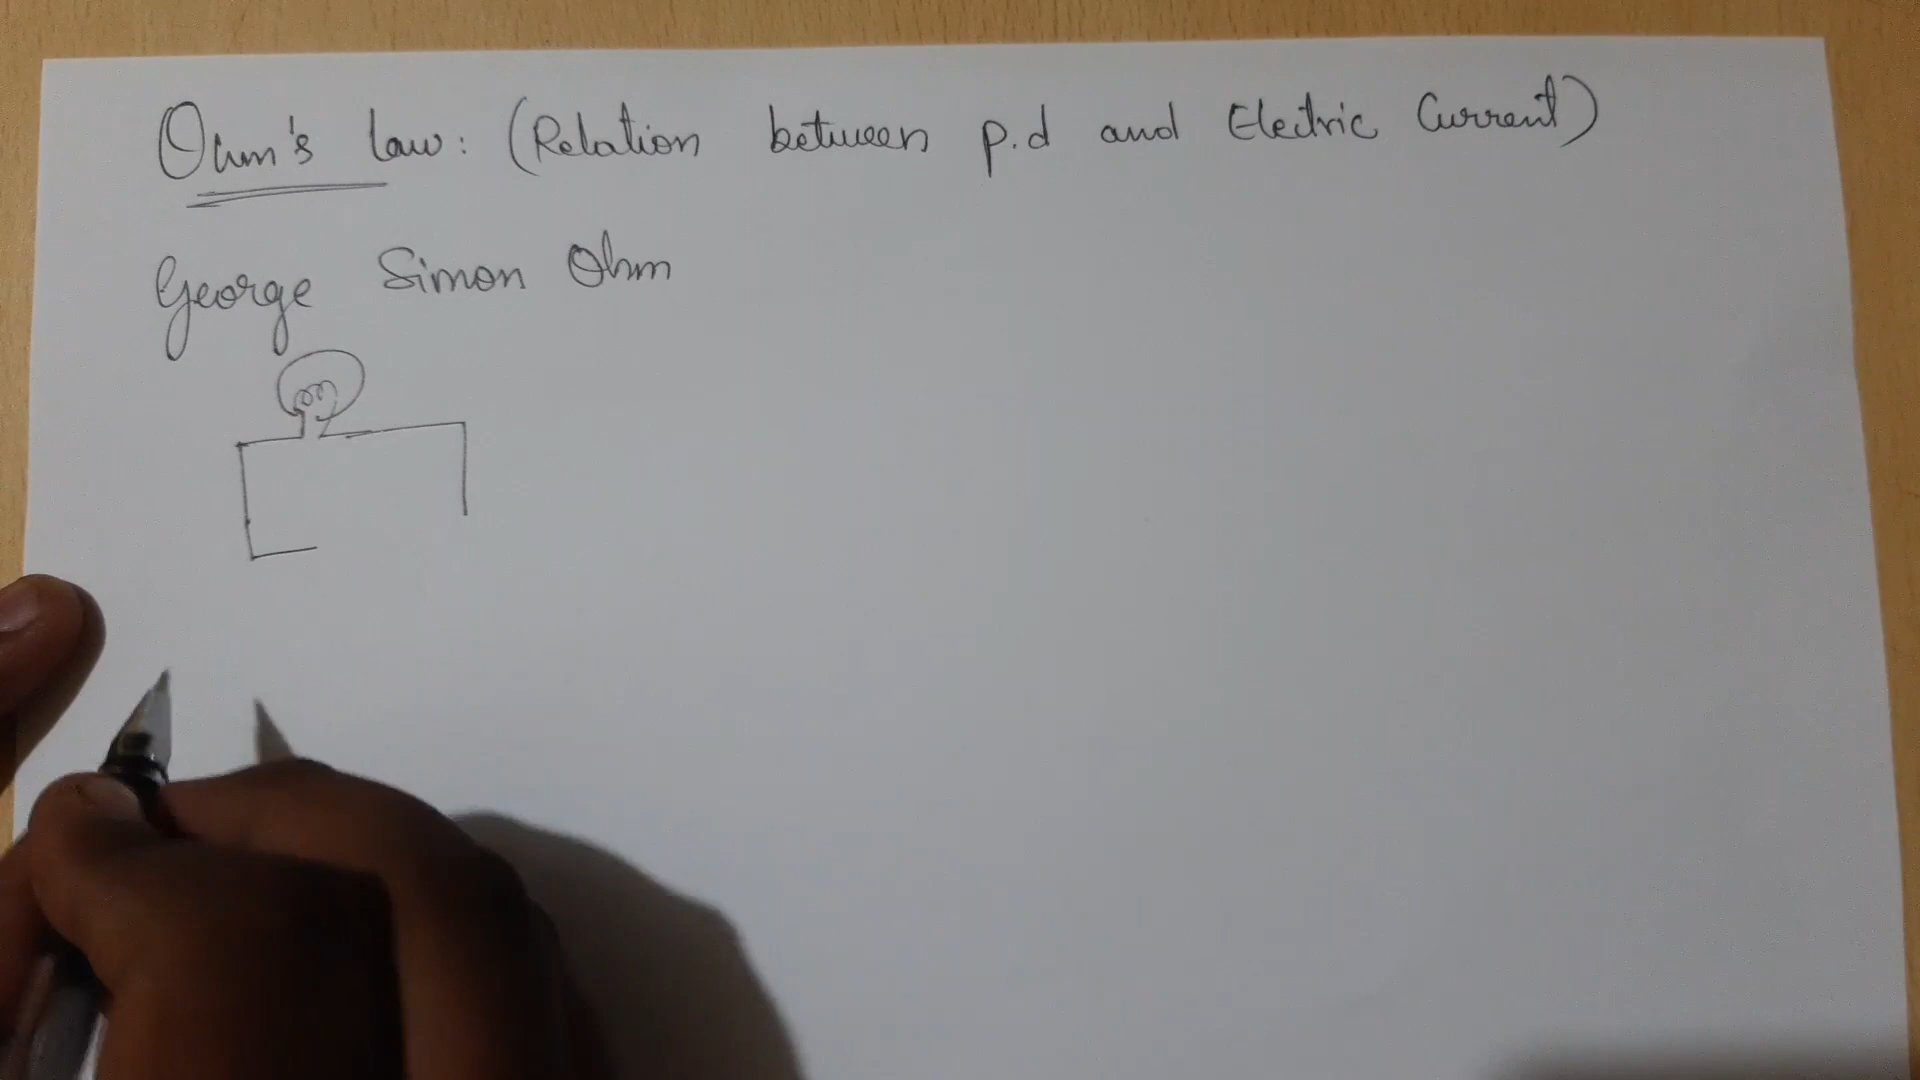 Ohm's Law: (Relation between p.d and Electric Current)
George Simon Ohm